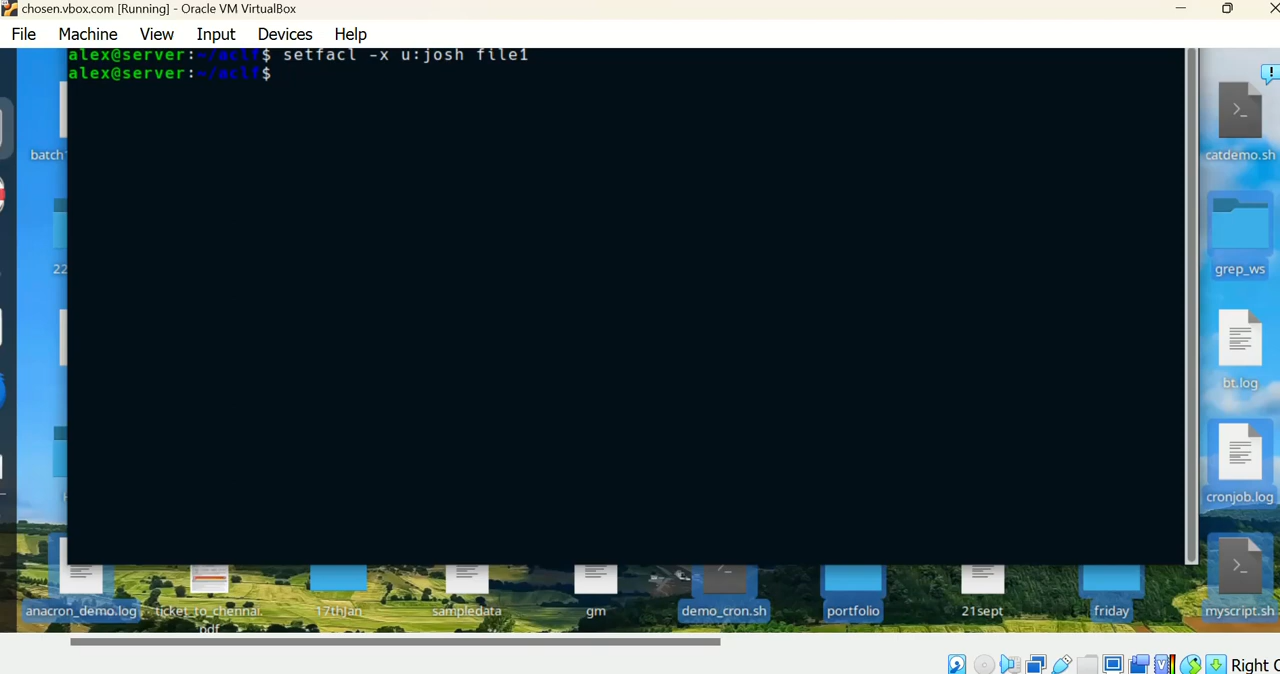 chosen.vbox.com [Running] - Oracle VM VirtualBox
File Machine View Input Devices Help
alex@server:~/aclf$ setfacl -x u:josh file1
alex@server:~/aclf$
batch
catdemo.sh
22
grep_ws
bt.log
cronjob.log
anacron_demo.log
ticket_to_chennai.
pdf
17thJan
sampledata
gm
demo_cron.sh
portfolio
21sept
friday
myscript.sh
Right C